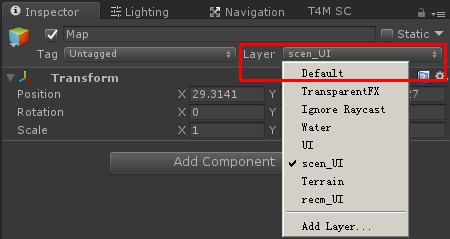 Inspector Lighting Navigation T4M SC
Map Static
Tag Untagged Layer scen_UI
Default
Transform
TransparentFX
Position X 29.3141 Y 27
Ignore Raycast
Rotation X 0 Y
Water
Scale X 1 Y
UI
Add Component
scen_UI
Terrain
recm_UI
Add Layer...